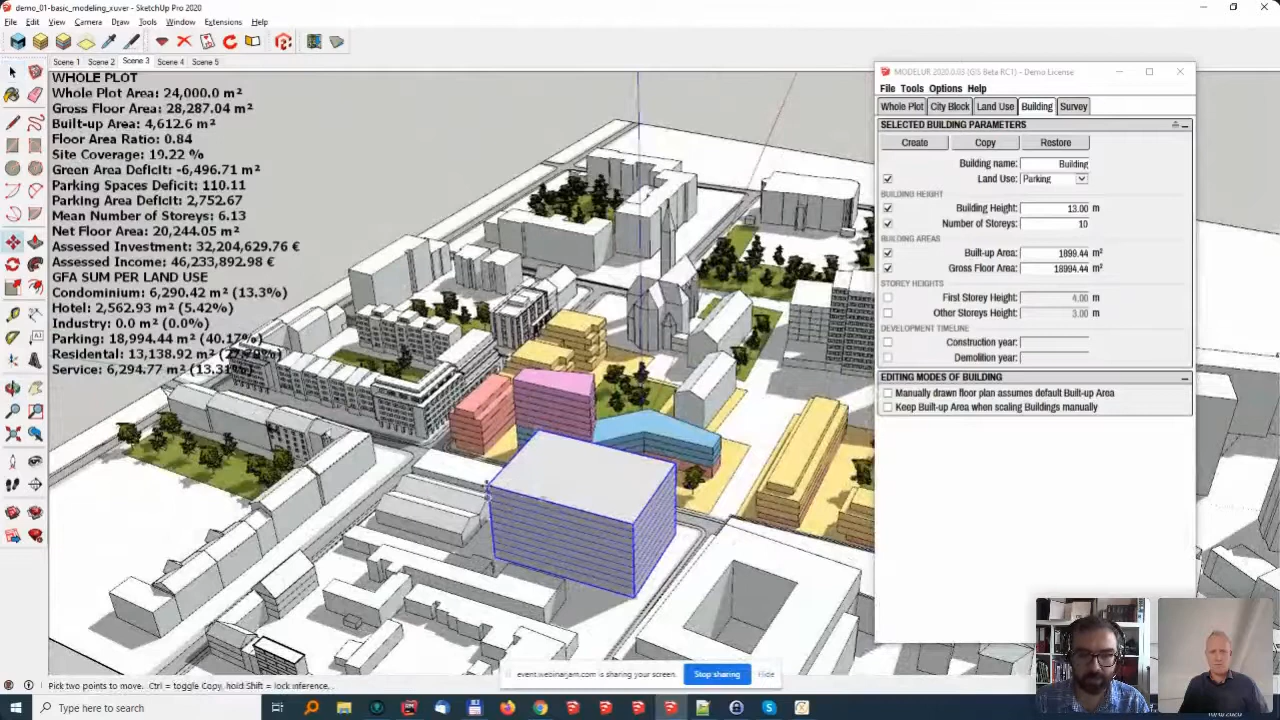 demo_01-basic_modeling_xuver - SketchUp Pro 2020
File Edit View Camera Draw Tools Window Extensions Help
Scene 1 Scene 2 Scene 3 Scene 4 Scene 5
WHOLE PLOT
Whole Plot Area: 24,000.0 m²
Gross Floor Area: 28,287.04 m²
Built-up Area: 4,612.6 m²
Floor Area Ratio: 0.84
Site Coverage: 19.22 %
Green Area Deficit: -6,496.71 m²
Parking Spaces Deficit: 110.11
Parking Area Deficit: 2,752.67
Mean Number of Storeys: 6.13
Net Floor Area: 20,244.05 m²
Assessed Investment: 32,204,629.76 €
Assessed Income: 46,233,892.98 €
GFA SUM PER LAND USE
Condominium: 6,290.42 m² (13.3%)
Hotel: 2,562.93 m² (5.42%)
Industry: 0.0 m² (0.0%)
Parking: 18,994.44 m² (40.17%)
Residental: 13,138.92 m²
Service: 6,294.77 m² (13.31%)
MODELUR 2020.0.03 (GIS Beta RC1) - Demo License
File Tools Options Help
Whole Plot City Block Land Use Building Survey
SELECTED BUILDING PARAMETERS
Create Copy Restore
Building name: Building
Land Use: Parking
BUILDING HEIGHT
Building Height: 13.00 m
Number of Storeys: 10
BUILDING AREAS
Built-up Area: 1899.44 m²
Gross Floor Area: 18994.44 m²
STOREY HEIGHTS
First Storey Height: 4.00 m
Other Storeys Height: 3.00 m
DEVELOPMENT TIMELINE
Construction year:
Demolition year:
EDITING MODES OF BUILDING
Manually drawn floor plan assumes default Built-up Area
Keep Built-up Area when scaling Buildings manually
event.webinarjam.com is sharing your screen. Stop sharing Hide
Pick two points to move. Ctrl = toggle Copy, hold Shift = lock inference, .
Type here to search